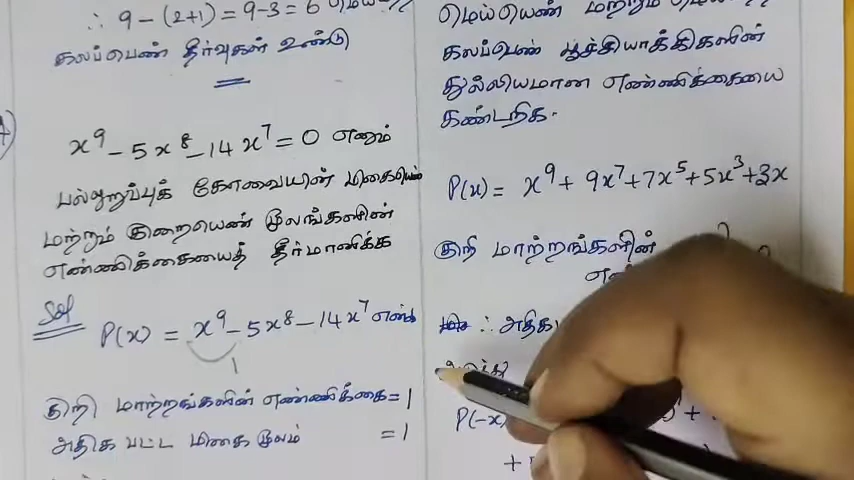 ∴ 9 - (2+1) = 9-3 = 6
கலப்பெண் தீர்வுகள் உண்டு
x⁹ - 5x⁸ - 14x⁷ = 0 எனும்
பல்லுறுப்புக் கோவையின் மிகையெண்
மற்றும் குறையெண் மூலங்களின்
எண்ணிக்கையைத் தீர்மானிக்க
Sol
P(x) = x⁹ - 5x⁸ - 14x⁷ என்க
1
குறி மாற்றங்களின் எண்ணிக்கை = 1
அதிக பட்ட மிகை மூலம் = 1
மெய்யெண் மற்றும்
கலப்பெண் பூச்சியமாக்கிகளின்
துல்லியமான எண்ணிக்கையை
கண்டறிக.
P(x) = x⁹ + 9x⁷ + 7x⁵ + 5x³ + 3x
குறி மாற்றங்களின்
∴ அதிக
P(-x)